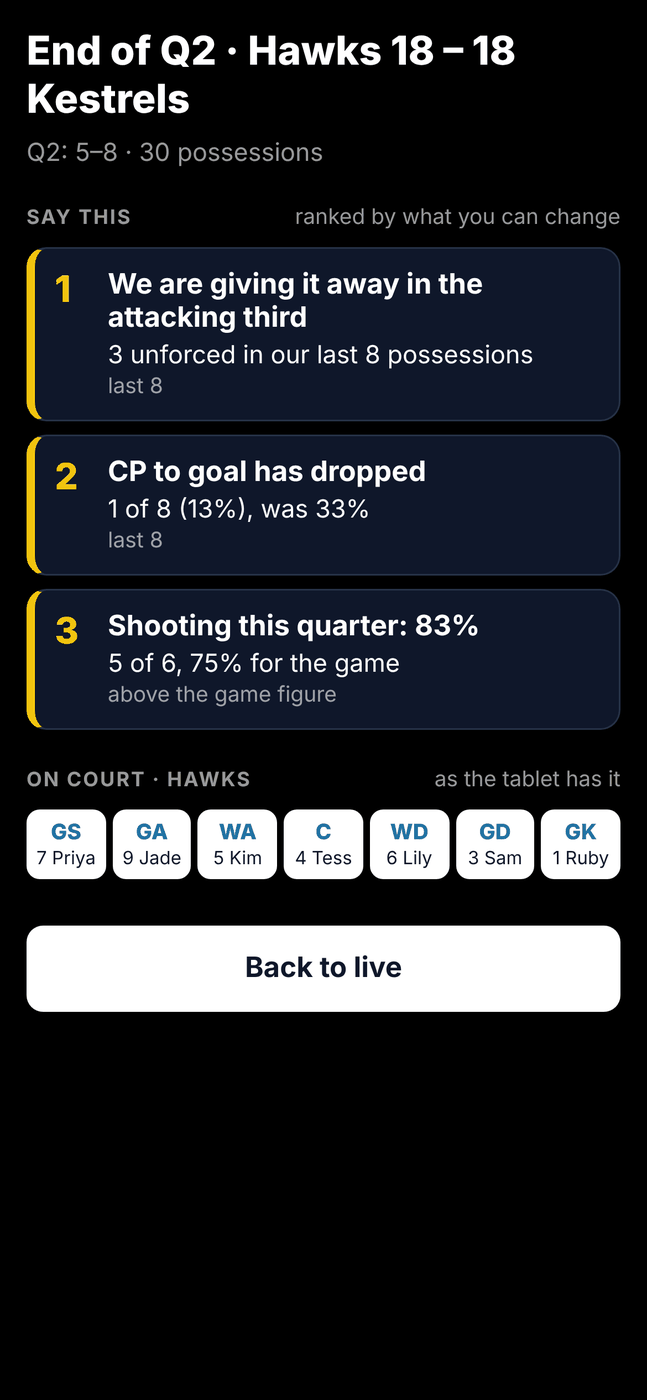 End of Q2 · Hawks 18 – 18
Kestrels
Q2: 5–8 · 30 possessions
SAY THIS
ranked by what you can change
1
We are giving it away in the
attacking third
3 unforced in our last 8 possessions
last 8
2
CP to goal has dropped
1 of 8 (13%), was 33%
last 8
3
Shooting this quarter: 83%
5 of 6, 75% for the game
above the game figure
ON COURT · HAWKS
as the tablet has it
GS
7 Priya
GA
9 Jade
WA
5 Kim
C
4 Tess
WD
6 Lily
GD
3 Sam
GK
1 Ruby
Back to live